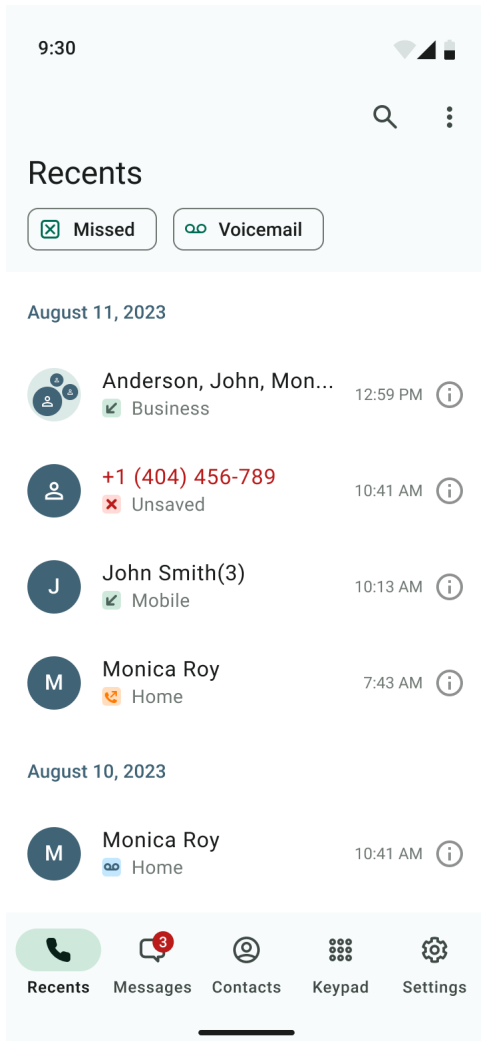 9:30
Recents
Missed
Voicemail
August 11, 2023
Anderson, John, Mon...
12:59 PM
Business
+1 (404) 456-789
10:41 AM
Unsaved
J
John Smith(3)
10:13 AM
Mobile
M
Monica Roy
7:43 AM
Home
August 10, 2023
M
Monica Roy
10:41 AM
Home
3
Recents
Messages
Contacts
Keypad
Settings